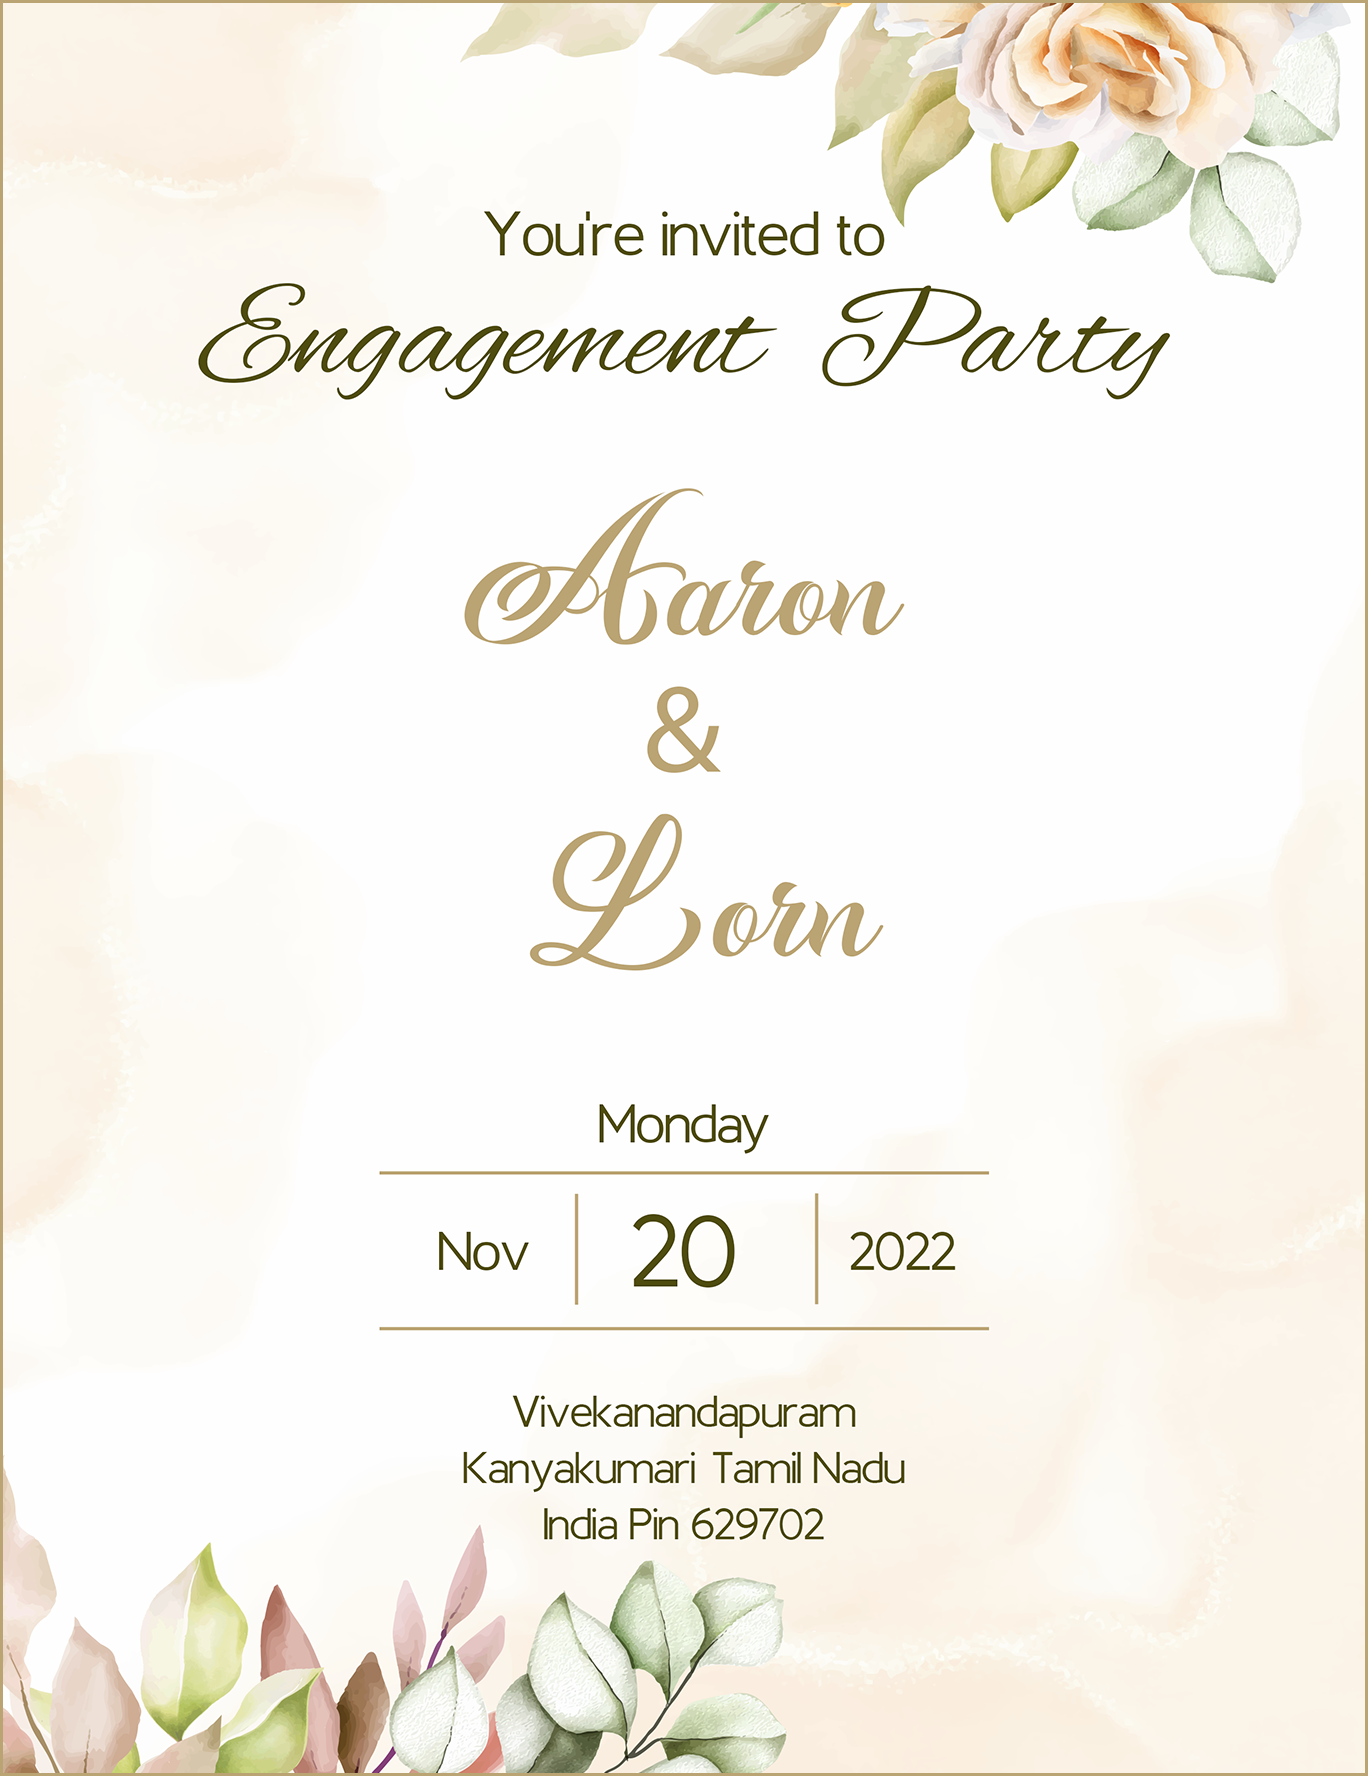 You're invited to
Engagement Party
Aaron
&
Lorn
Monday
Nov 20 2022
Vivekanandapuram
Kanyakumari Tamil Nadu
India Pin 629702